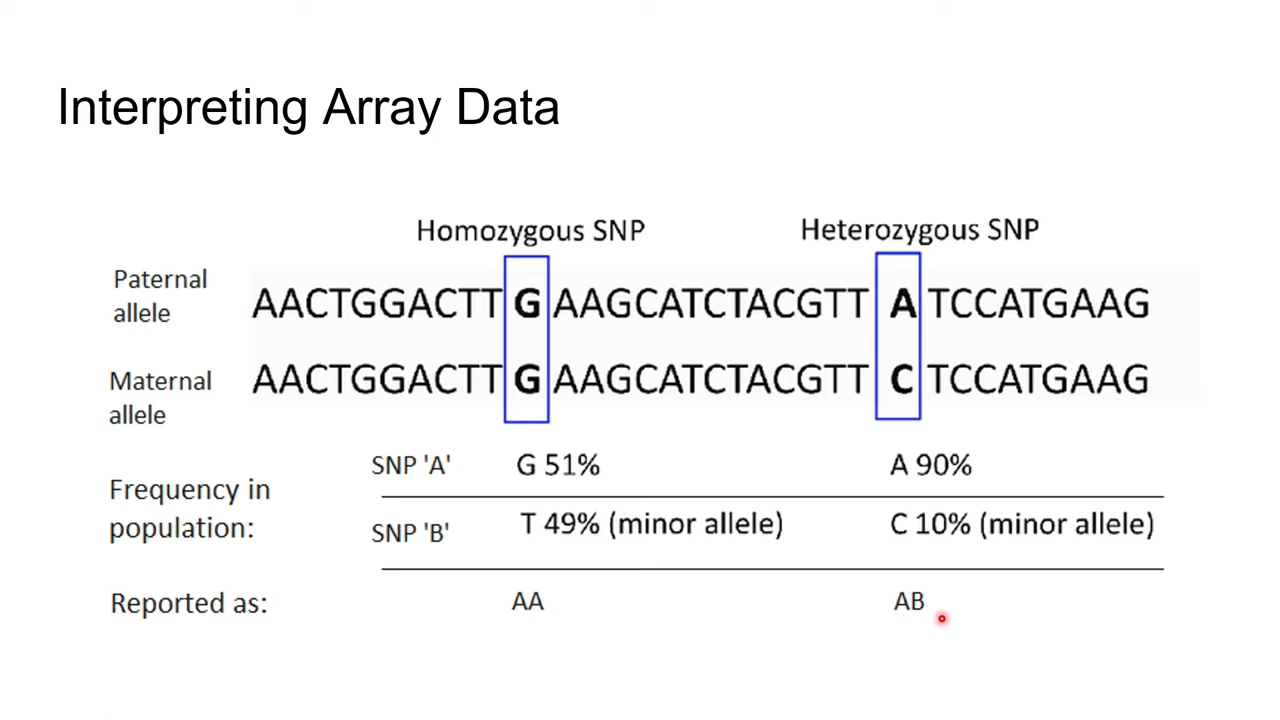 Interpreting Array Data
Homozygous SNP Heterozygous SNP
Paternal allele AACTGGACTT G AAGCATCTACGTT A TCCATGAAG
Maternal allele AACTGGACTT G AAGCATCTACGTT C TCCATGAAG
Frequency in population:
SNP 'A' G 51% A 90%
SNP 'B' T 49% (minor allele) C 10% (minor allele)
Reported as: AA AB